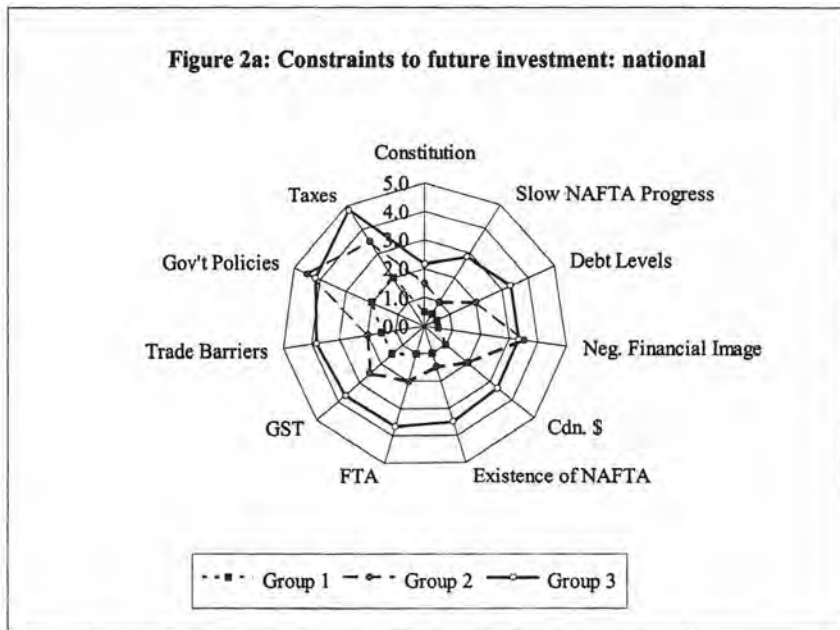 Figure 2a: Constraints to future investment: national
Constitution
5.0
Taxes
Slow NAFTA Progress
4.0
3.0
Gov't Policies
Debt Levels
2.0
1.0
0.0
Trade Barriers
Neg. Financial Image
GST
Cdn. $
FTA
Existence of NAFTA
Group 1
Group 2
Group 3